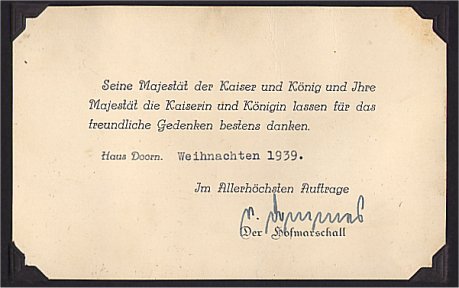 Seine Majestät der Kaiser und König und Ihre
Majestät die Kaiserin und Königin lassen für das
freundliche Gedenken bestens danken.
Haus Doorn. Weihnachten 1939.
Im Allerhöchsten Auftrage
v. Dommes
Der Hofmarschall